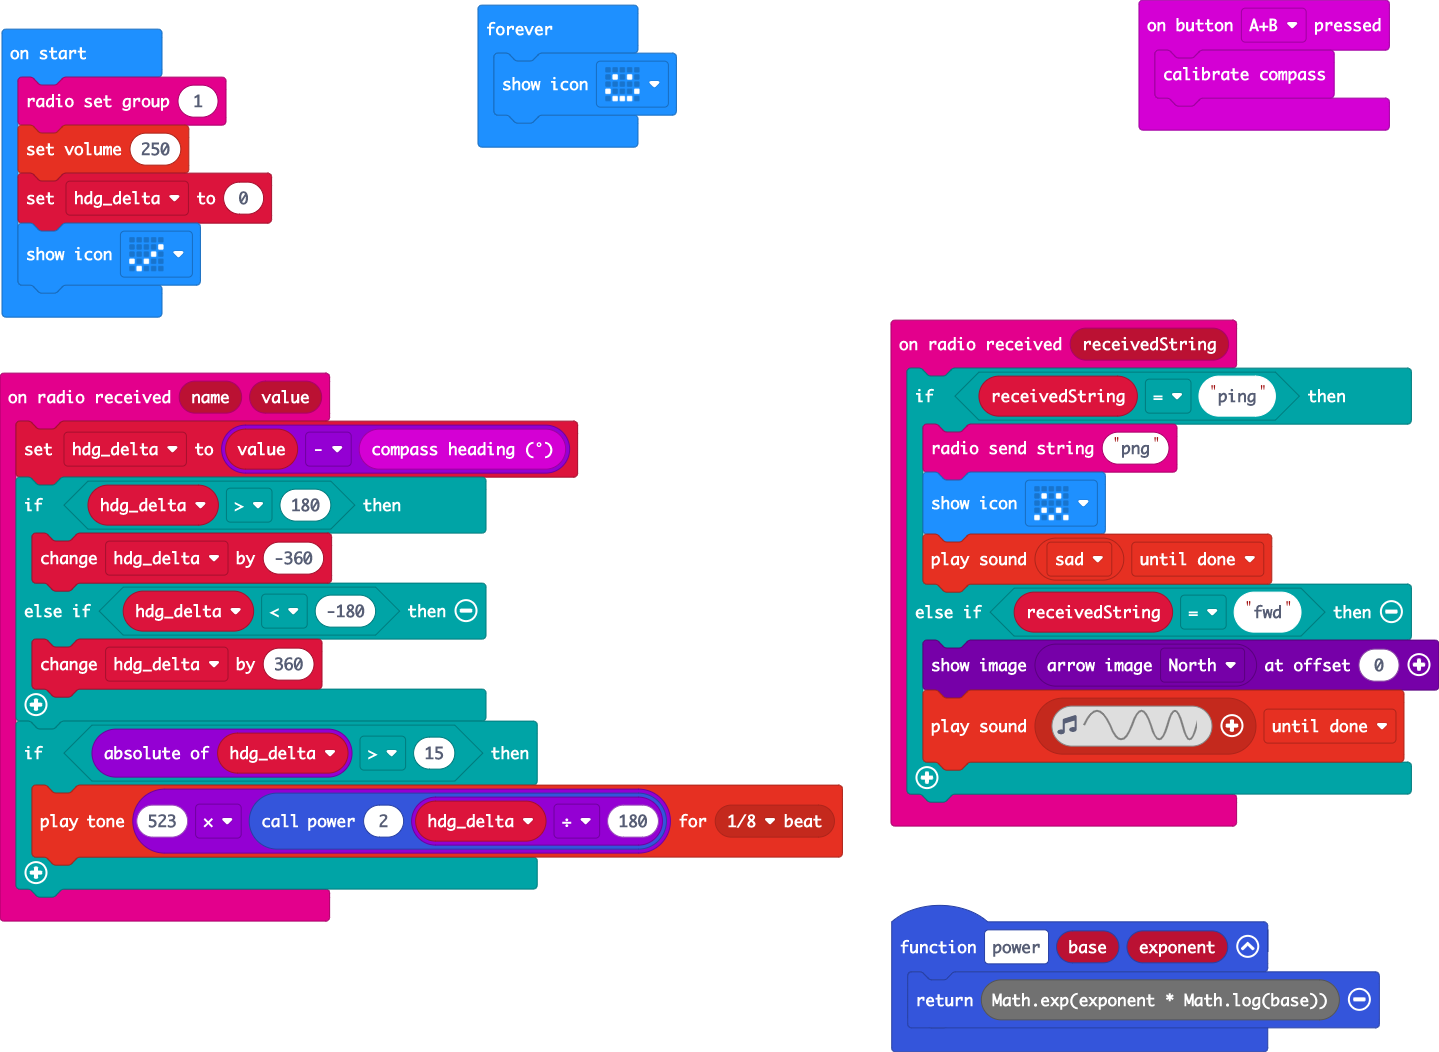 on start
radio set group 1
set volume 250
set hdg_delta to 0
show icon
forever
show icon
on button A+B pressed
calibrate compass
on radio received name value
set hdg_delta to value - compass heading (°)
if hdg_delta > 180 then
change hdg_delta by -360
else if hdg_delta < -180 then
change hdg_delta by 360
if absolute of hdg_delta > 15 then
play tone 523 × call power 2 hdg_delta ÷ 180 for 1/8 beat
on radio received receivedString
if receivedString = "ping" then
radio send string "png"
show icon
play sound sad until done
else if receivedString = "fwd" then
show image arrow image North at offset 0
play sound until done
function power base exponent
return Math.exp(exponent * Math.log(base))